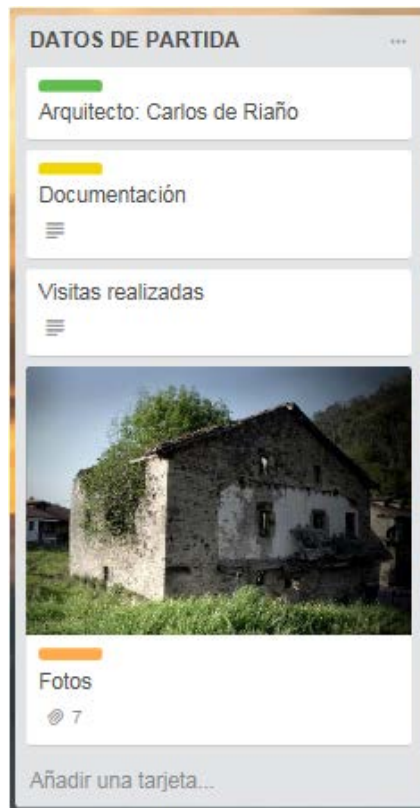 DATOS DE PARTIDA
Arquitecto: Carlos de Riaño
Documentación
Visitas realizadas
Fotos
7
Añadir una tarjeta...